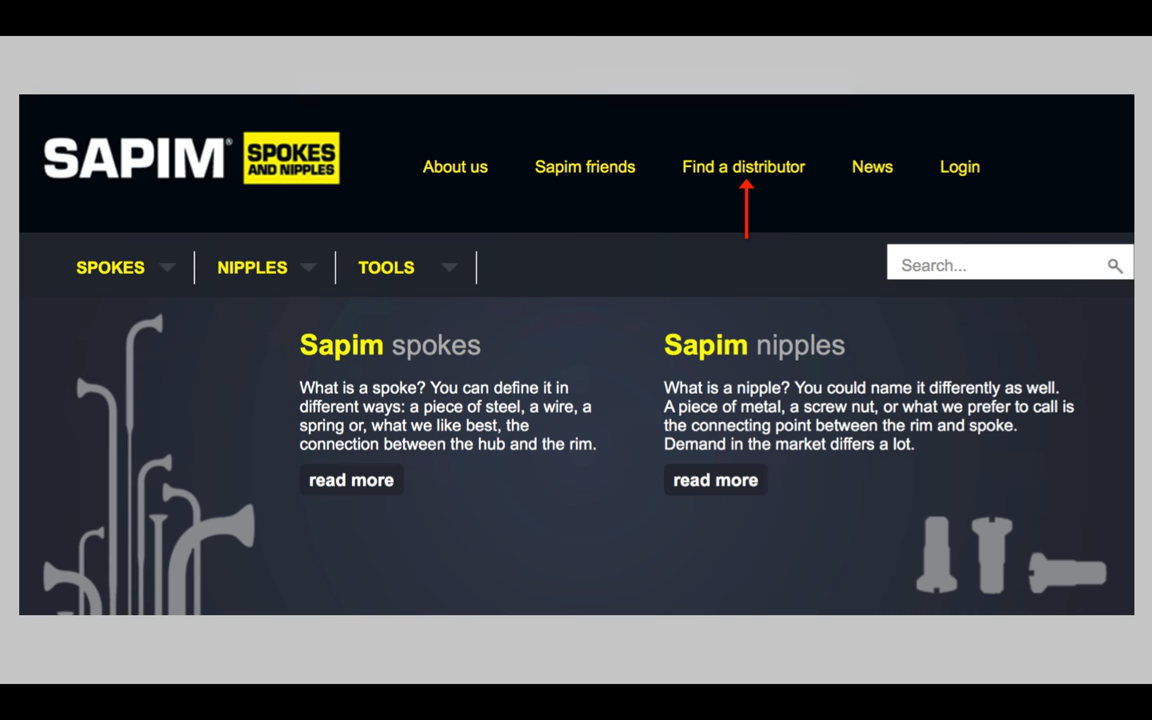 SAPIM® SPOKES
AND NIPPLES
About us Sapim friends Find a distributor News Login
SPOKES NIPPLES TOOLS Search...
Sapim spokes
What is a spoke? You can define it in
different ways: a piece of steel, a wire, a
spring or, what we like best, the
connection between the hub and the rim.
read more
Sapim nipples
What is a nipple? You could name it differently as well.
A piece of metal, a screw nut, or what we prefer to call is
the connecting point between the rim and spoke.
Demand in the market differs a lot.
read more